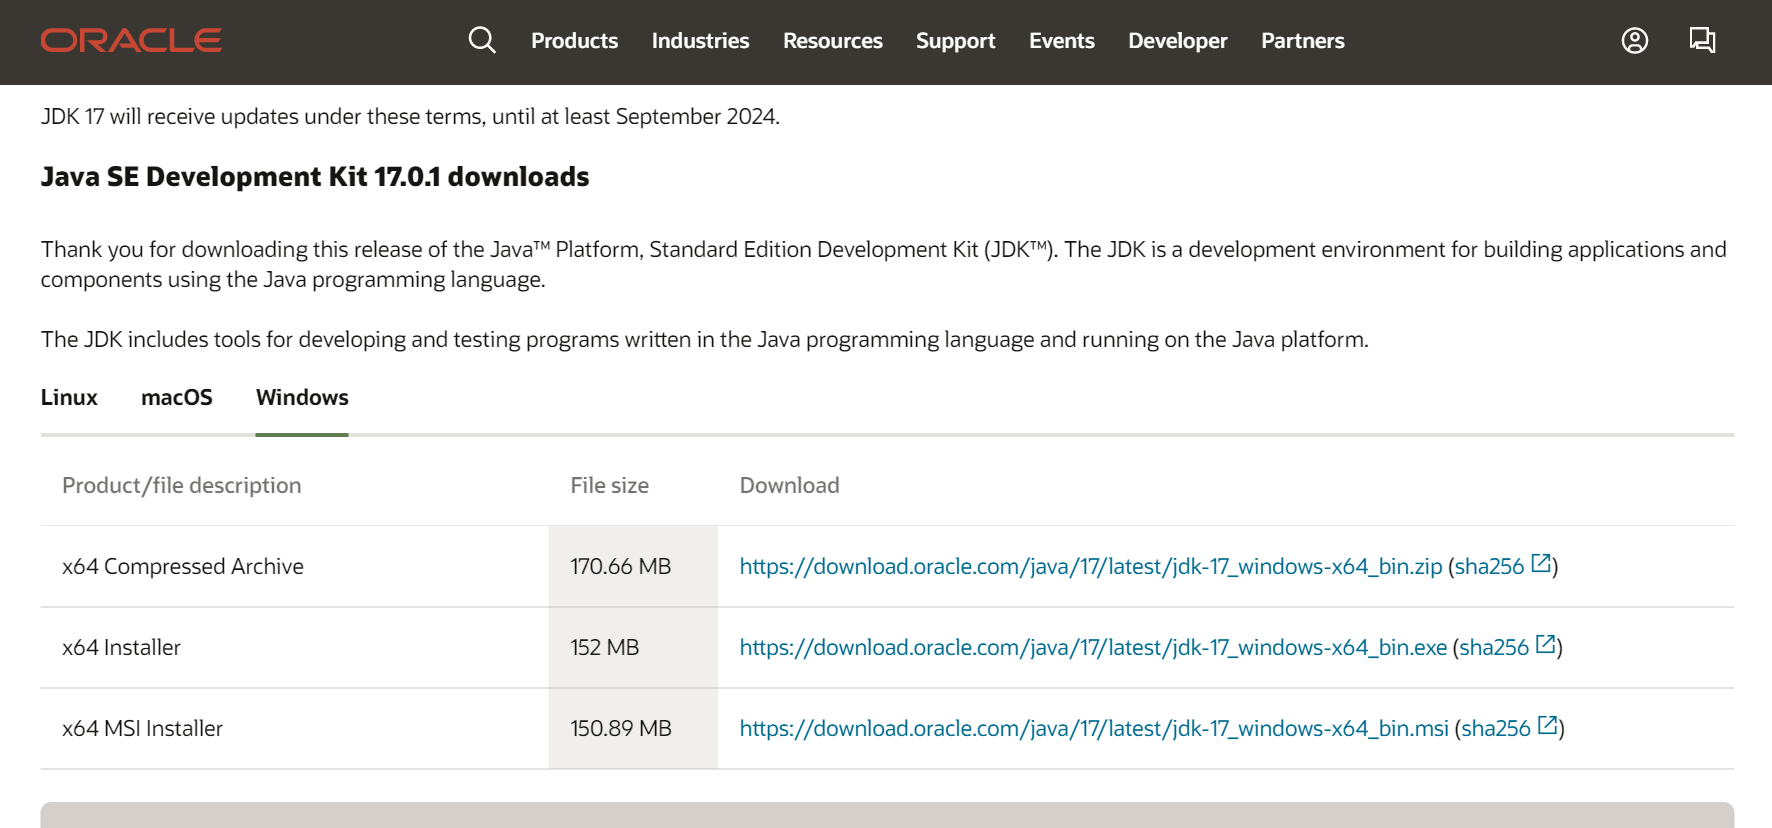 ORACLE
Products Industries Resources Support Events Developer Partners
JDK 17 will receive updates under these terms, until at least September 2024.
Java SE Development Kit 17.0.1 downloads
Thank you for downloading this release of the Java™ Platform, Standard Edition Development Kit (JDK™). The JDK is a development environment for building applications and
components using the Java programming language.
The JDK includes tools for developing and testing programs written in the Java programming language and running on the Java platform.
Linux macOS Windows
Product/file description File size Download
x64 Compressed Archive 170.66 MB https://download.oracle.com/java/17/latest/jdk-17_windows-x64_bin.zip (sha256)
x64 Installer 152 MB https://download.oracle.com/java/17/latest/jdk-17_windows-x64_bin.exe (sha256)
x64 MSI Installer 150.89 MB https://download.oracle.com/java/17/latest/jdk-17_windows-x64_bin.msi (sha256)